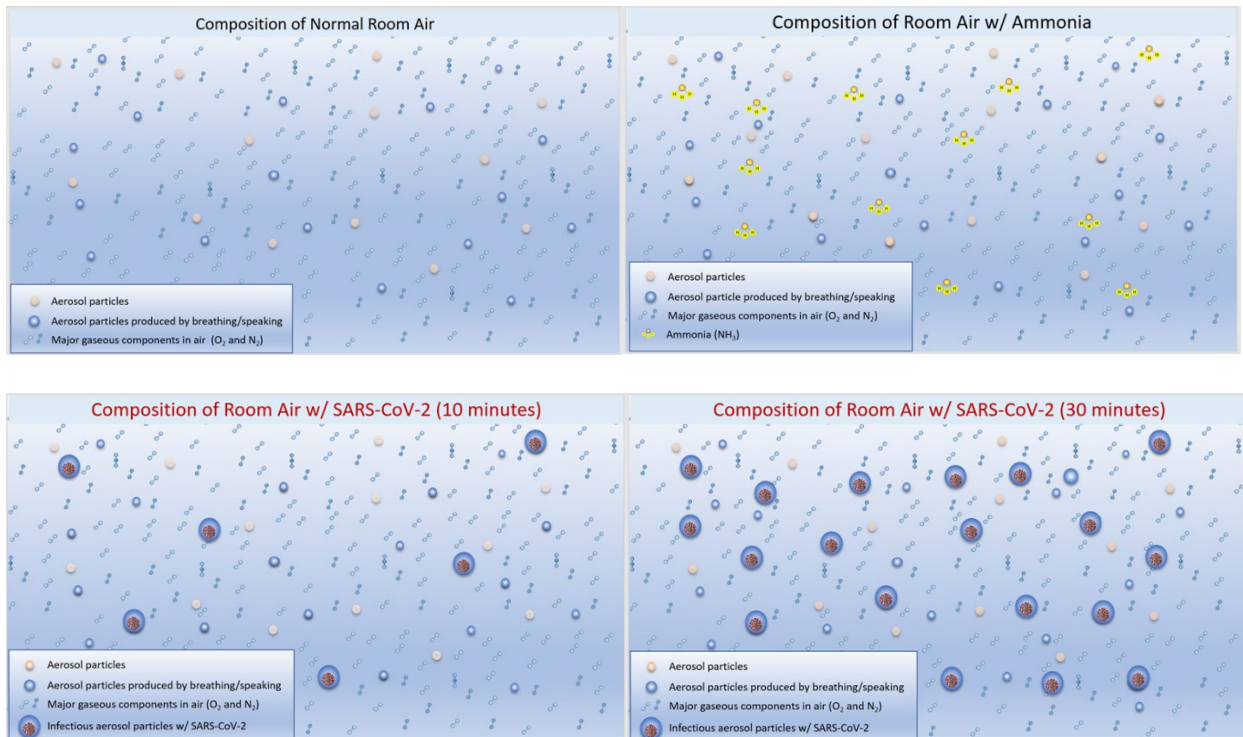 Composition of Normal Room Air
Aerosol particles
Aerosol particles produced by breathing/speaking
Major gaseous components in air (O₂ and N₂)
Composition of Room Air w/ Ammonia
Aerosol particles
Aerosol particle produced by breathing/speaking
Major gaseous components in air (O₂ and N₂)
Ammonia (NH₃)
Composition of Room Air w/ SARS-CoV-2 (10 minutes)
Aerosol particles
Aerosol particles produced by breathing/speaking
Major gaseous components in air (O₂ and N₂)
Infectious aerosol particles w/ SARS-CoV-2
Composition of Room Air w/ SARS-CoV-2 (30 minutes)
Aerosol particles
Aerosol particles produced by breathing/speaking
Major gaseous components in air (O₂ and N₂)
Infectious aerosol particles w/ SARS-CoV-2